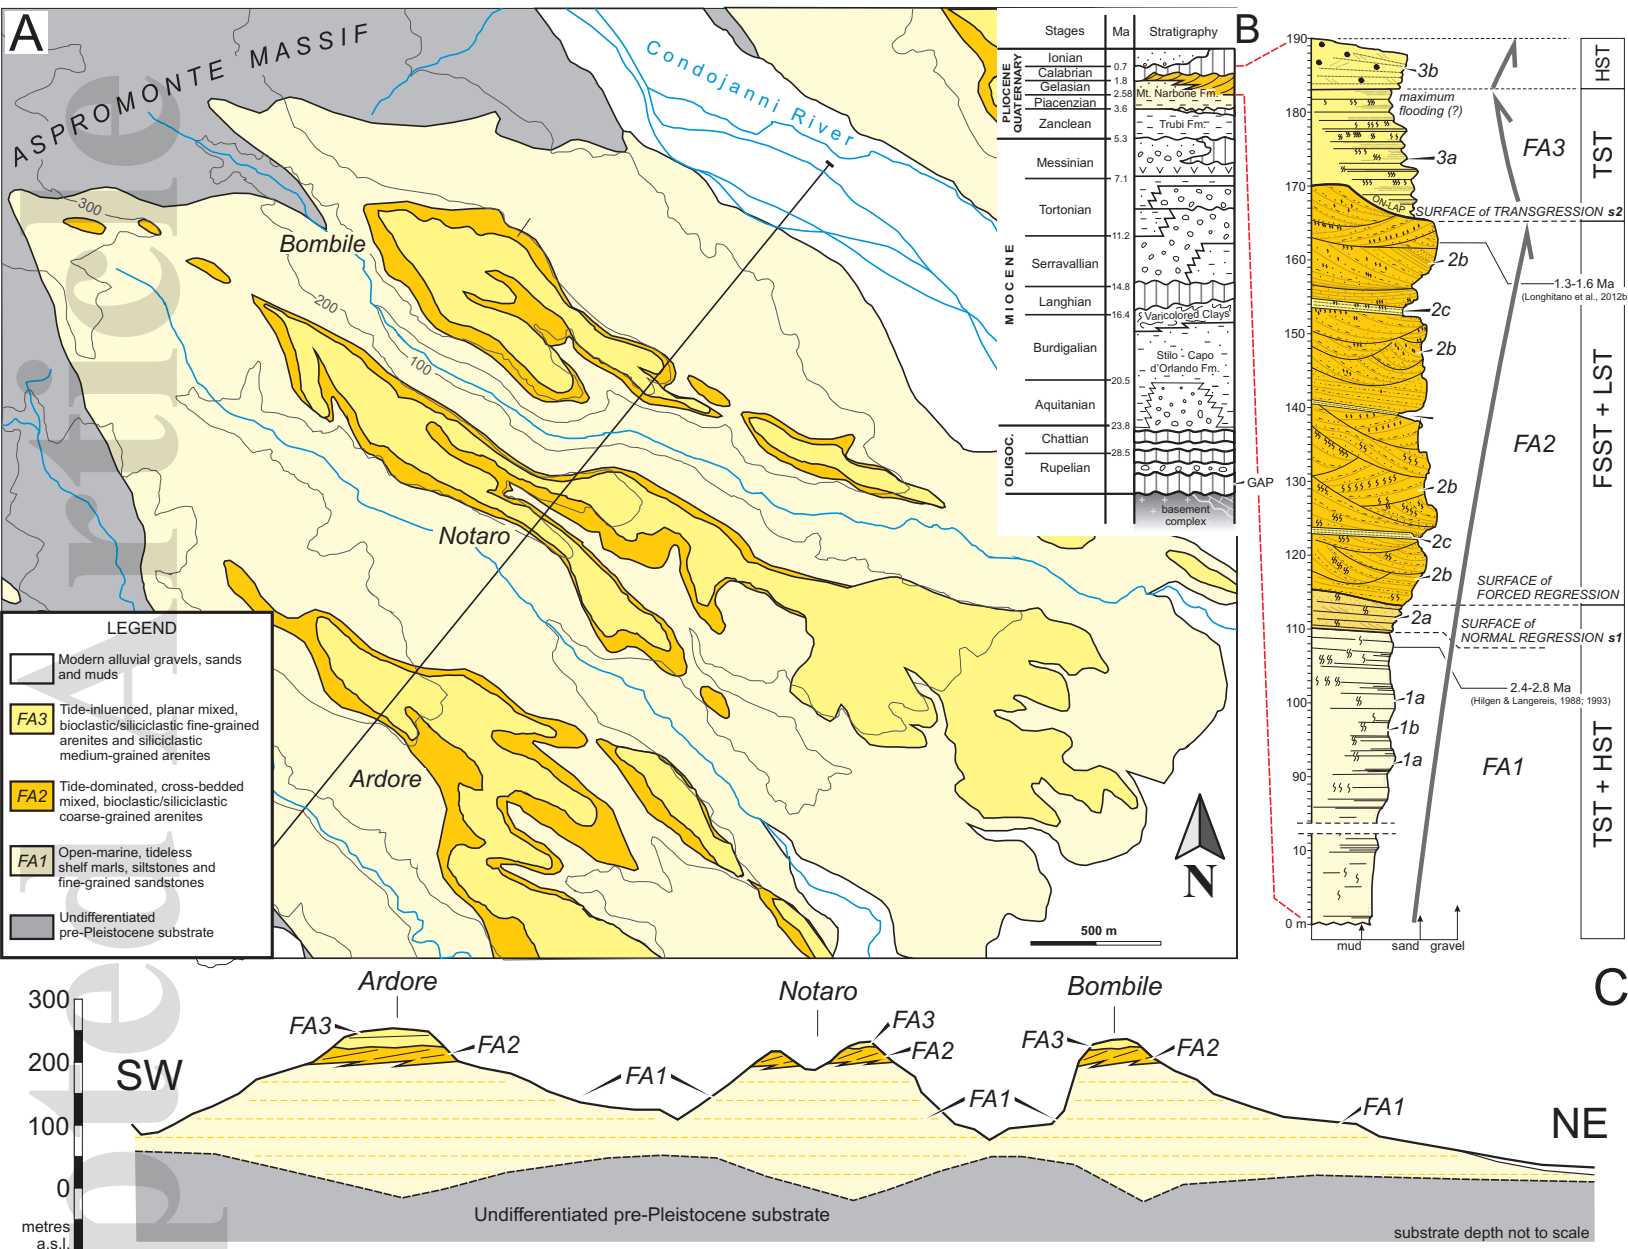 A
ASPROMONTE MASSIF
Condojanni River
300
Bombile
200
100
Notaro
Ardore
N
500 m
LEGEND
Modern alluvial gravels, sands
and muds
FA3
Tide-inluenced, planar mixed,
bioclastic/siliciclastic fine-grained
arenites and siliciclastic
medium-grained arenites
FA2
Tide-dominated, cross-bedded
mixed, bioclastic/siliciclastic
coarse-grained arenites
FA1
Open-marine, tideless
shelf marls, siltstones and
fine-grained sandstones
Undifferentiated
pre-Pleistocene substrate
Stages Ma Stratigraphy
PLIOCENE
QUATERNARY
MIOCENE
OLIGOC.
Ionian
0.7
Calabrian
1.8
Gelasian
2.58
Mt. Narbone Fm.
Piacenzian
3.6
Zanclean
Trubi Fm.
5.3
Messinian
7.1
Tortonian
11.2
Serravallian
14.8
Langhian
16.4
Varicolored Clays
Burdigalian
Stilo - Capo
d'Orlando Fm.
20.5
Aquitanian
23.8
Chattian
28.5
Rupelian
GAP
basement
complex
B
190
180
170
160
150
140
130
120
110
100
90
10
0 m
mud sand gravel
3b
maximum
flooding (?)
3a
ON-LAP
SURFACE of TRANSGRESSION s2
2b
1.3-1.6 Ma
(Longhitano et al., 2012b
2c
2b
2b
2c
2b
SURFACE of
FORCED REGRESSION
2a
SURFACE of
NORMAL REGRESSION s1
2.4-2.8 Ma
(Hilgen & Langereis, 1988; 1993)
1a
1b
1a
FA3
FA2
FA1
HST
TST
FSST + LST
TST + HST
C
300
200
100
0
metres
a.s.l.
SW
NE
Ardore
Notaro
Bombile
FA3
FA2
FA1
FA3
FA2
FA1
FA3
FA2
FA1
Undifferentiated pre-Pleistocene substrate
substrate depth not to scale
pted Article